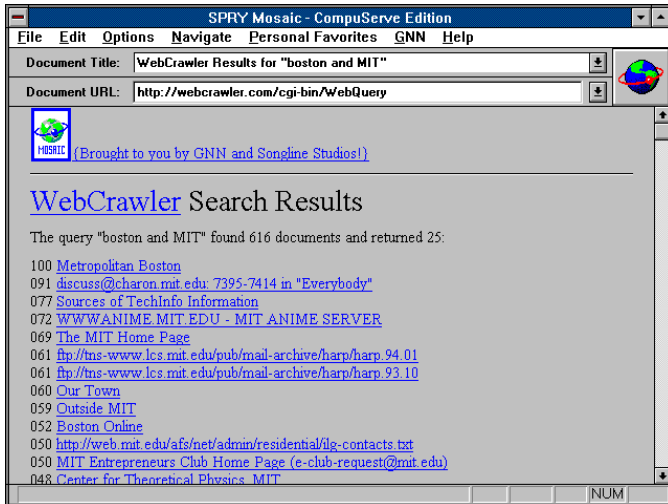 SPRY Mosaic - CompuServe Edition
File Edit Options Navigate Personal Favorites GNN Help
Document Title: WebCrawler Results for "boston and MIT"
Document URL: http://webcrawler.com/cgi-bin/WebQuery
MOSAIC {Brought to you by GNN and Songline Studios!}
WebCrawler Search Results
The query "boston and MIT" found 616 documents and returned 25:
100 Metropolitan Boston
091 discuss@charon.mit.edu: 7395-7414 in "Everybody"
077 Sources of TechInfo Information
072 WWWANIME.MIT.EDU - MIT ANIME SERVER
069 The MIT Home Page
061 ftp://tns-www.lcs.mit.edu/pub/mail-archive/harp/harp.94.01
061 ftp://tns-www.lcs.mit.edu/pub/mail-archive/harp/harp.93.10
060 Our Town
059 Outside MIT
052 Boston Online
050 http://web.mit.edu/afs/net/admin/residential/ilg-contacts.txt
050 MIT Entrepreneurs Club Home Page (e-club-request@mit.edu)
048 Center for Theoretical Physics, MIT
NUM